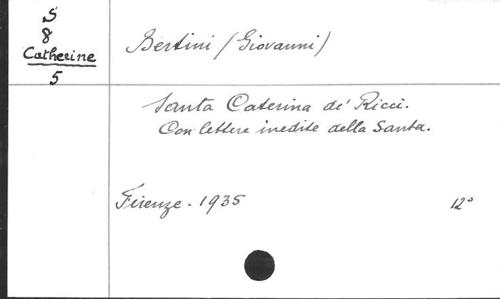 S
8
Catherine
5
Bertini (Giovanni)
Santa Caterina de' Ricci.
Con lettere inedite della Santa.
Firenze - 1935 12°